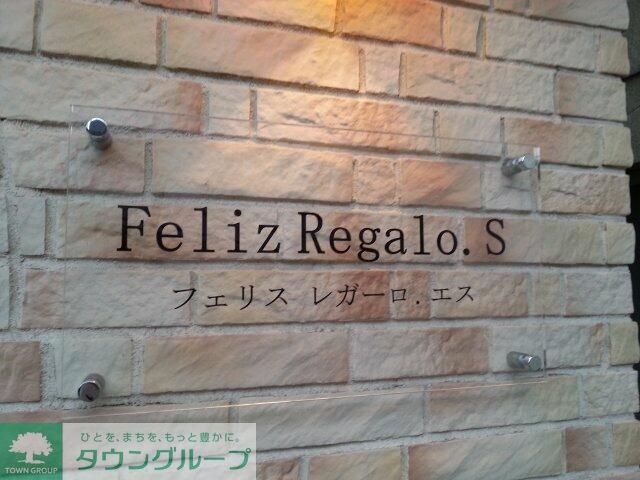 Feliz Regalo.S
フェリス レガーロ.エス
ひとを、まちを、もっと豊かに。
タウングループ
TOWN GROUP